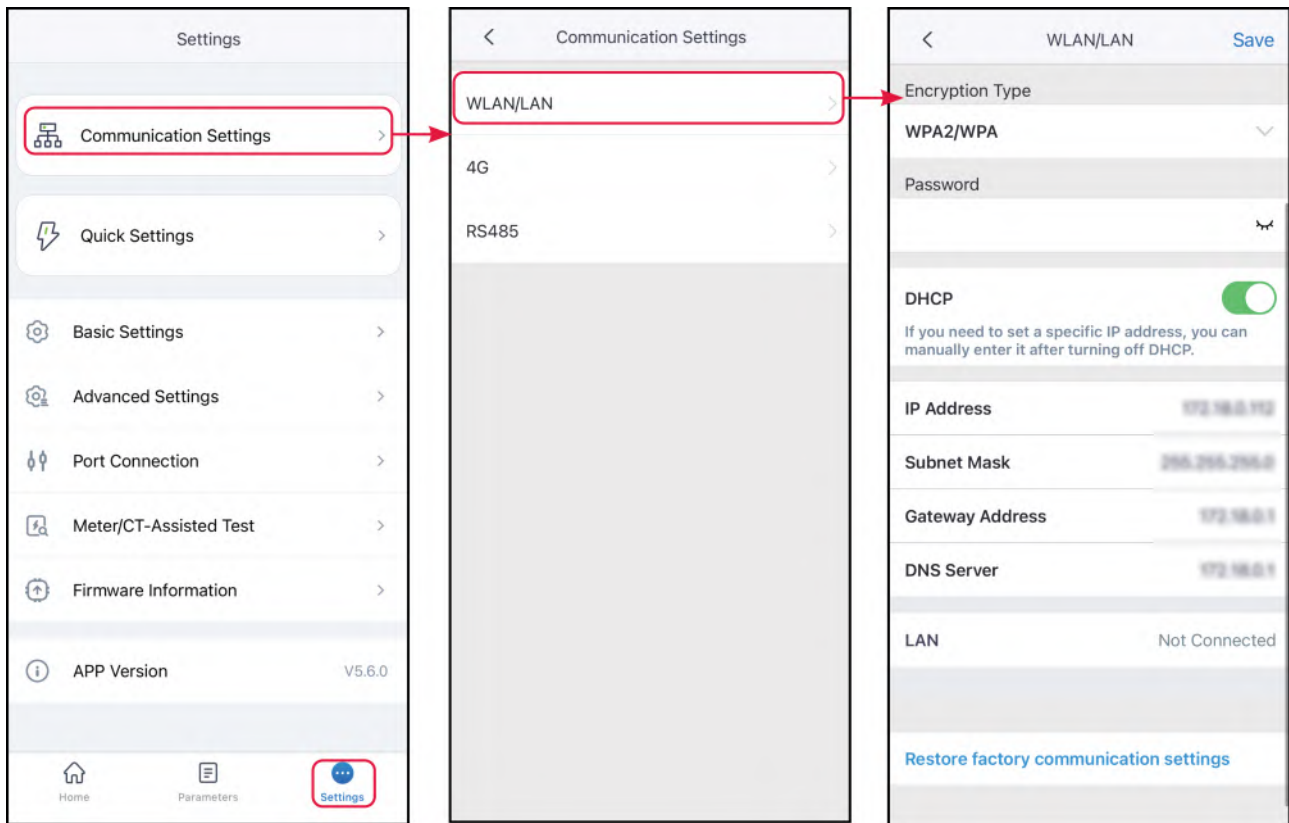 Settings
Communication Settings
Quick Settings
Basic Settings
Advanced Settings
Port Connection
Meter/CT-Assisted Test
Firmware Information
APP Version V5.6.0
Home Parameters Settings
Communication Settings
WLAN/LAN
4G
RS485
WLAN/LAN Save
Encryption Type
WPA2/WPA
Password
DHCP
If you need to set a specific IP address, you can
manually enter it after turning off DHCP.
IP Address
Subnet Mask
Gateway Address
DNS Server
LAN Not Connected
Restore factory communication settings